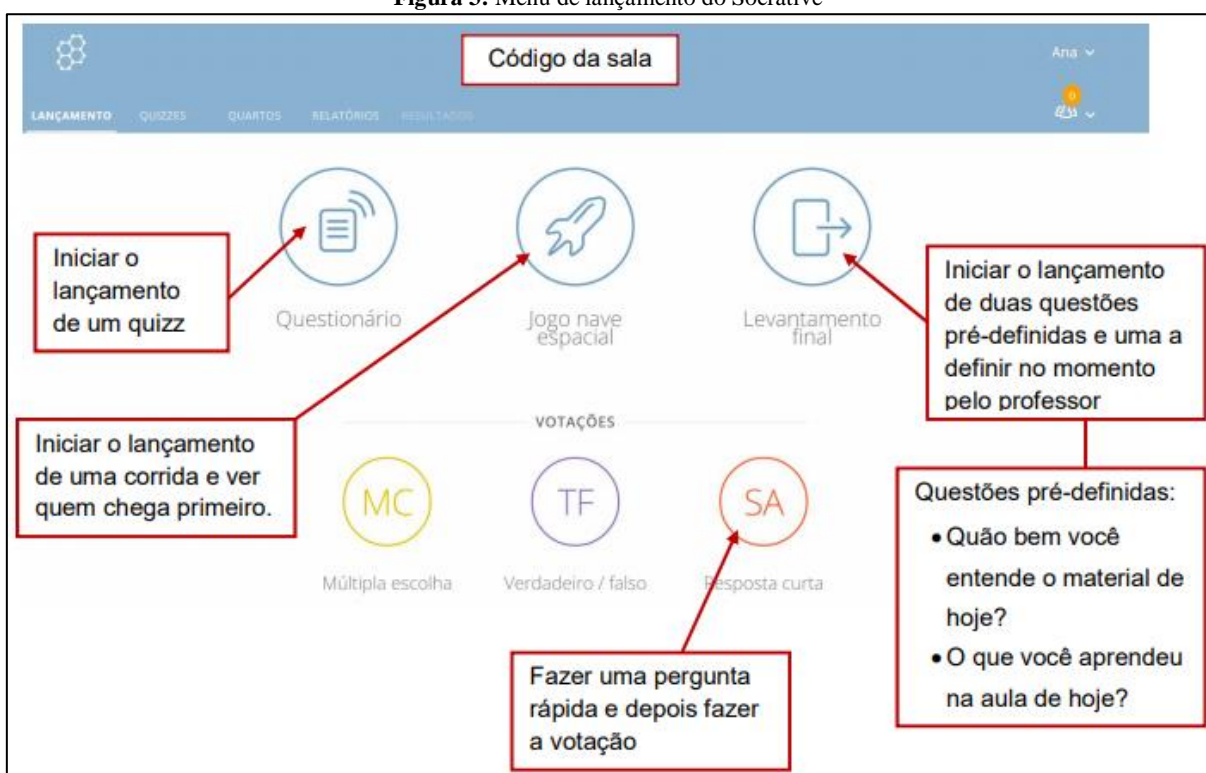 Figura 3: Menu de lançamento do Socrative
Código da sala
Ana
0
LANÇAMENTO QUIZZES QUARTOS RELATÓRIOS RESULTADOS
Iniciar o
lançamento
de um quizz
Questionário
Jogo nave
espacial
Levantamento
final
Iniciar o lançamento
de duas questões
pré-definidas e uma a
definir no momento
pelo professor
Iniciar o lançamento
de uma corrida e ver
quem chega primeiro.
VOTAÇÕES
MC
TF
SA
Múltipla escolha
Verdadeiro / falso
Resposta curta
Questões pré-definidas:
• Quão bem você
entende o material de
hoje?
• O que você aprendeu
na aula de hoje?
Fazer uma pergunta
rápida e depois fazer
a votação